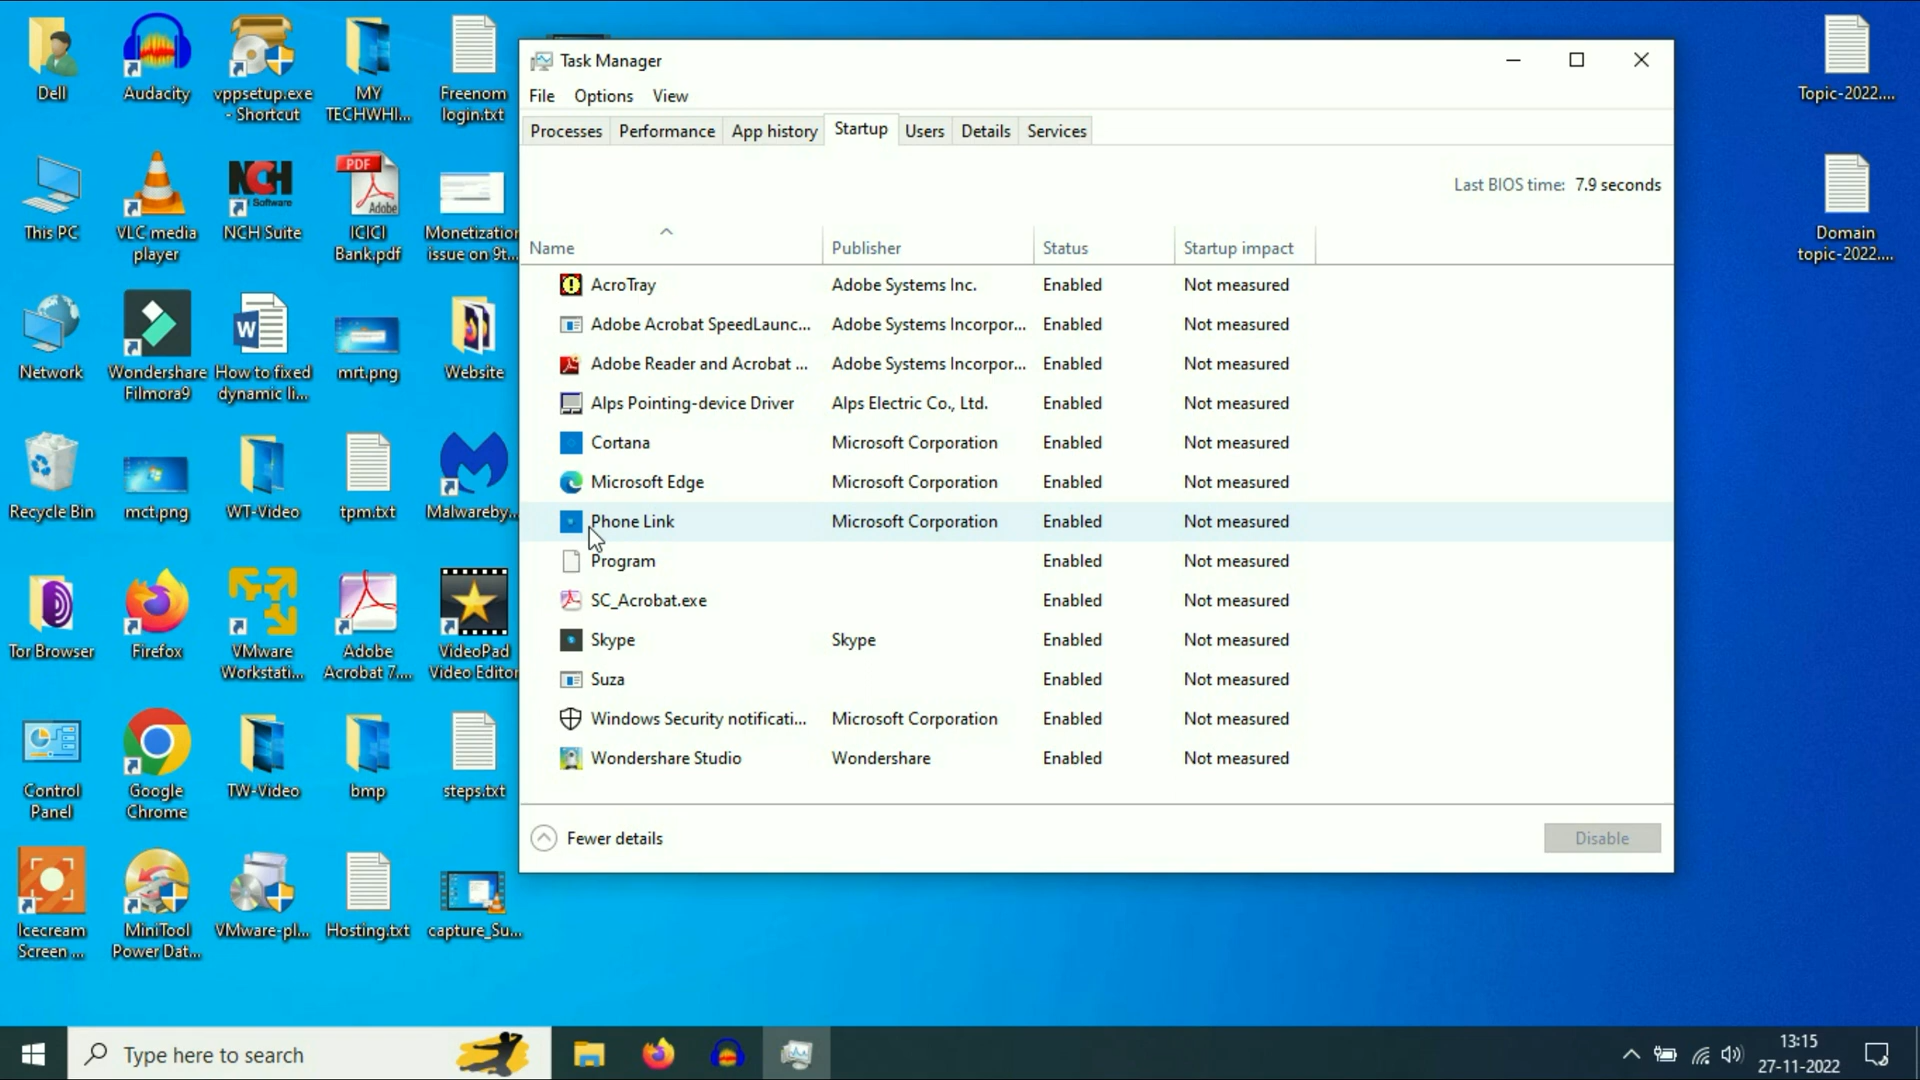 Dell
Audacity
vppsetup.exe
- Shortcut
MY
TECHWHI...
Freenom
login.txt
This PC
VLC media
player
NCH
Software
NCH Suite
PDF
Adobe
ICICI
Bank.pdf
Monetization
issue on 9t...
Network
Wondershare
Filmora9
How to fixed
dynamic li...
mrt.png
Website
Recycle Bin
mct.png
WT-Video
tpm.txt
Malwareby...
Tor Browser
Firefox
VMware
Workstati...
Adobe
Acrobat 7....
VideoPad
Video Editor
Control
Panel
Google
Chrome
TW-Video
bmp
steps.txt
Icecream
Screen ...
MiniTool
Power Dat...
VMware-pl...
Hosting.txt
capture_Su...
Task Manager
File Options View
Processes Performance App history Startup Users Details Services
Last BIOS time: 7.9 seconds
Name Publisher Status Startup impact
AcroTray Adobe Systems Inc. Enabled Not measured
Adobe Acrobat SpeedLaunc... Adobe Systems Incorpor... Enabled Not measured
Adobe Reader and Acrobat ... Adobe Systems Incorpor... Enabled Not measured
Alps Pointing-device Driver Alps Electric Co., Ltd. Enabled Not measured
Cortana Microsoft Corporation Enabled Not measured
Microsoft Edge Microsoft Corporation Enabled Not measured
Phone Link Microsoft Corporation Enabled Not measured
Program Enabled Not measured
SC_Acrobat.exe Enabled Not measured
Skype Skype Enabled Not measured
Suza Enabled Not measured
Windows Security notificati... Microsoft Corporation Enabled Not measured
Wondershare Studio Wondershare Enabled Not measured
Fewer details Disable
Topic-2022....
Domain
topic-2022....
Type here to search
13:15
27-11-2022